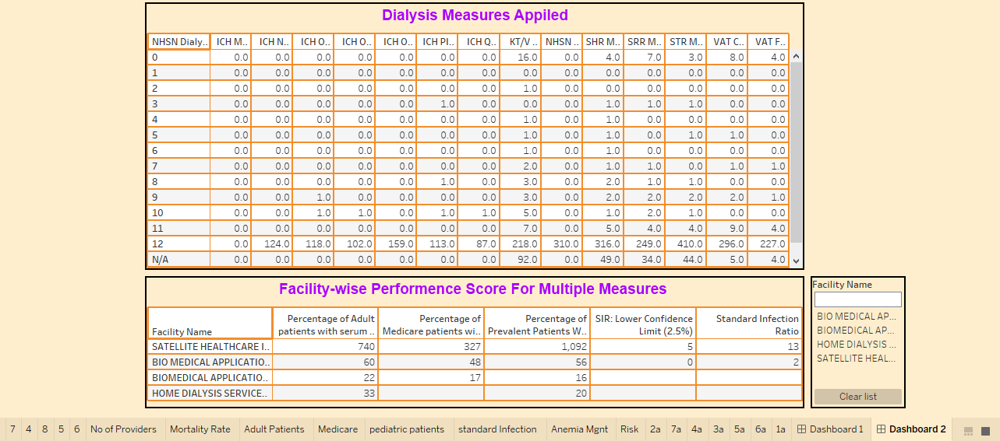 Dialysis Measures Appiled
NHSN Dialy.. ICH M.. ICH N.. ICH O.. ICH O.. ICH O.. ICH PI.. ICH Q.. KT/V .. NHSN .. SHR M.. SRR M.. STR M.. VAT C.. VAT F..
0 0.0 0.0 0.0 0.0 0.0 0.0 0.0 16.0 0.0 4.0 7.0 3.0 8.0 4.0
1 0.0 0.0 0.0 0.0 0.0 0.0 0.0 0.0 0.0 0.0 0.0 0.0 0.0 0.0
2 0.0 0.0 0.0 0.0 0.0 0.0 0.0 1.0 0.0 0.0 0.0 0.0 0.0 0.0
3 0.0 0.0 0.0 0.0 0.0 1.0 0.0 0.0 0.0 1.0 1.0 1.0 0.0 0.0
4 0.0 0.0 0.0 0.0 0.0 0.0 0.0 1.0 0.0 1.0 0.0 0.0 0.0 0.0
5 0.0 0.0 0.0 0.0 0.0 0.0 0.0 1.0 0.0 1.0 0.0 1.0 1.0 0.0
6 0.0 0.0 0.0 0.0 0.0 0.0 0.0 1.0 0.0 1.0 0.0 0.0 0.0 0.0
7 0.0 0.0 0.0 0.0 0.0 0.0 0.0 2.0 0.0 1.0 1.0 0.0 1.0 1.0
8 0.0 0.0 0.0 0.0 0.0 1.0 0.0 3.0 0.0 2.0 1.0 1.0 0.0 0.0
9 0.0 0.0 1.0 0.0 0.0 0.0 0.0 3.0 0.0 2.0 2.0 2.0 2.0 1.0
10 0.0 0.0 1.0 1.0 0.0 1.0 1.0 5.0 0.0 1.0 2.0 1.0 0.0 0.0
11 0.0 0.0 0.0 0.0 0.0 0.0 0.0 7.0 0.0 5.0 4.0 4.0 9.0 4.0
12 0.0 124.0 118.0 102.0 159.0 113.0 87.0 218.0 310.0 316.0 249.0 410.0 296.0 227.0
N/A 0.0 0.0 0.0 0.0 0.0 0.0 0.0 92.0 0.0 49.0 34.0 44.0 5.0 4.0
Facility-wise Performence Score For Multiple Measures
Percentage of Adult Percentage of Percentage of SIR: Lower Confidence Standard Infection
Facility Name patients with serum .. Medicare patients wi.. Prevalent Patients W.. Limit (2.5%) Ratio
SATELLITE HEALTHCARE I.. 740 327 1,092 5 13
BIO MEDICAL APPLICATIO.. 60 48 56 0 2
BIOMEDICAL APPLICATIO.. 22 17 16
HOME DIALYSIS SERVICE.. 33 20
Facility Name
BIO MEDICAL AP...
BIOMEDICAL AP...
HOME DIALYSIS ...
SATELLITE HEAL...
Clear list
7 4 8 5 6 No of Providers Mortality Rate Adult Patients Medicare pediatric patients standard Infection Anemia Mgnt Risk 2a 7a 4a 3a 5a 6a 1a Dashboard 1 Dashboard 2